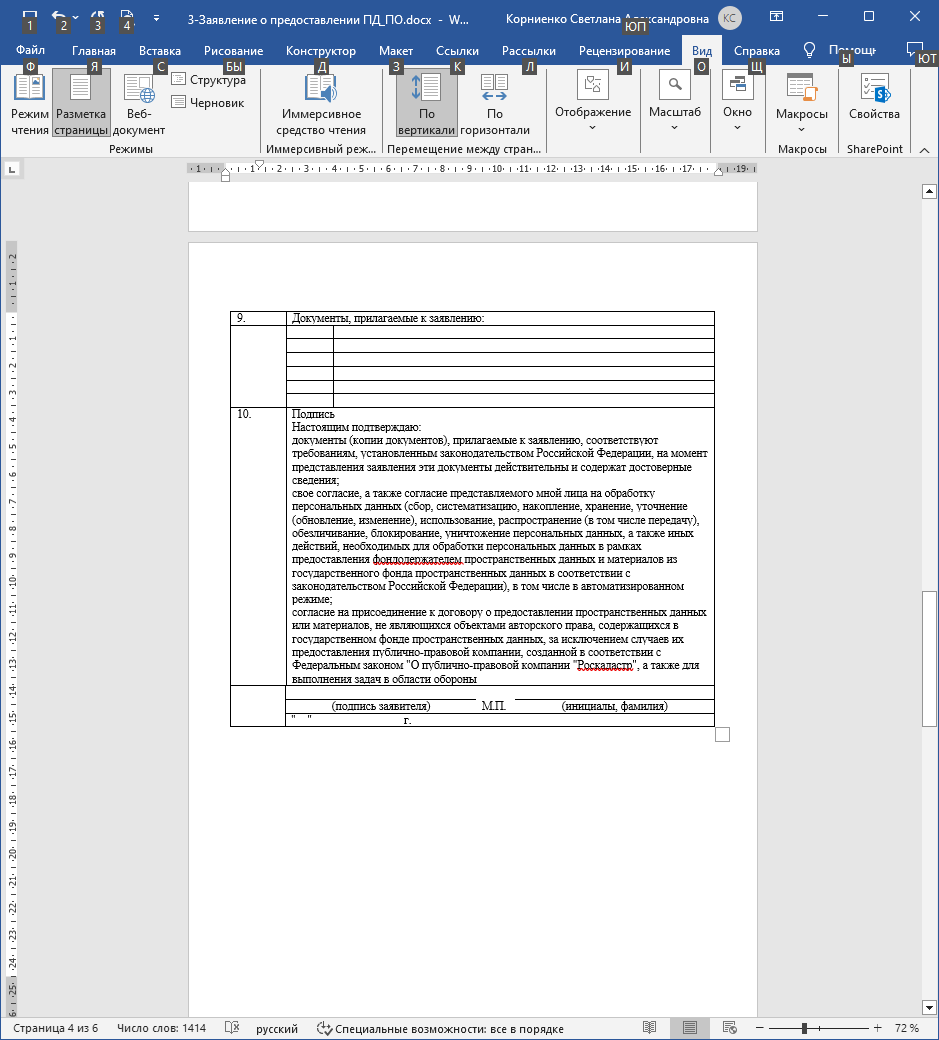 3-Заявление о предоставлении ПД_ПО.docx - W...
Корниенко Светлана Александровна
КС
1 2 3 4
ЮП
Файл Главная Вставка Рисование Конструктор Макет Ссылки Рассылки Рецензирование Вид Справка
Ф Я С БЫ Д З К Л И О Щ Ы ЮТ
Режим чтения
Разметка страницы
Веб-документ
Структура
Черновик
Режимы
Иммерсивное средство чтения
Иммерсивный реж...
По вертикали
По горизонтали
Перемещение между стран...
Отображение
Масштаб
Окно
Макросы
Макросы
Свойства
SharePoint
9. Документы, прилагаемые к заявлению:
10. Подпись
Настоящим подтверждаю:
документы (копии документов), прилагаемые к заявлению, соответствуют
требованиям, установленным законодательством Российской Федерации, на момент
представления заявления эти документы действительны и содержат достоверные
сведения;
свое согласие, а также согласие представляемого мной лица на обработку
персональных данных (сбор, систематизацию, накопление, хранение, уточнение
(обновление, изменение), использование, распространение (в том числе передачу),
обезличивание, блокирование, уничтожение персональных данных, а также иных
действий, необходимых для обработки персональных данных в рамках
предоставления фондодержателем пространственных данных и материалов из
государственного фонда пространственных данных в соответствии с
законодательством Российской Федерации), в том числе в автоматизированном
режиме;
согласие на присоединение к договору о предоставлении пространственных данных
или материалов, не являющихся объектами авторского права, содержащихся в
государственном фонде пространственных данных, за исключением случаев их
предоставления публично-правовой компании, созданной в соответствии с
Федеральным законом "О публично-правовой компании "Роскадастр", а также для
выполнения задач в области обороны
(подпись заявителя) М.П. (инициалы, фамилия)
" " г.
Страница 4 из 6 Число слов: 1414 русский Специальные возможности: все в порядке 72 %